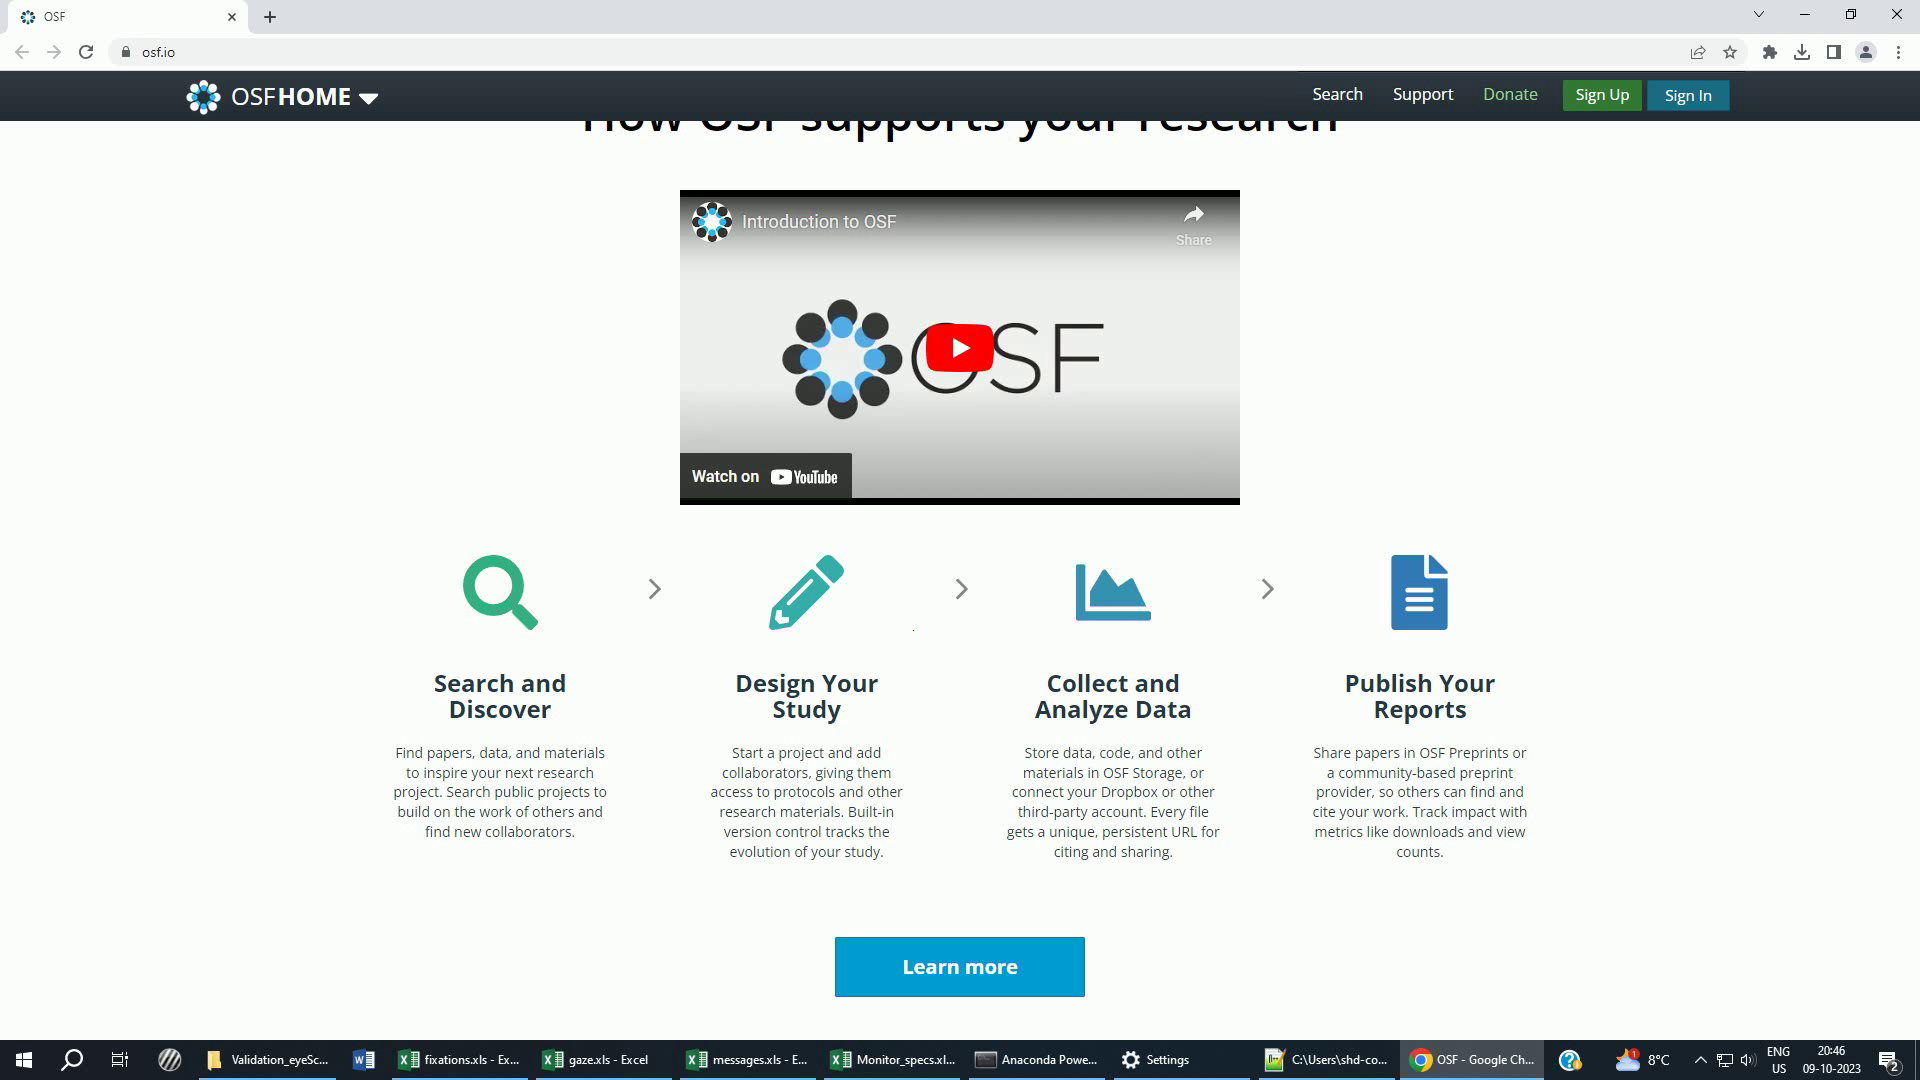 OSF
osf.io
OSFHOME
Search
Support
Donate
Sign Up
Sign In
How OSF supports your research
Introduction to OSF
Share
OSF
Watch on YouTube
Search and
Discover
Find papers, data, and materials
to inspire your next research
project. Search public projects to
build on the work of others and
find new collaborators.
Design Your
Study
Start a project and add
collaborators, giving them
access to protocols and other
research materials. Built-in
version control tracks the
evolution of your study.
Collect and
Analyze Data
Store data, code, and other
materials in OSF Storage, or
connect your Dropbox or other
third-party account. Every file
gets a unique, persistent URL for
citing and sharing.
Publish Your
Reports
Share papers in OSF Preprints or
a community-based preprint
provider, so others can find and
cite your work. Track impact with
metrics like downloads and view
counts.
Learn more
Validation_eyeSc...
fixations.xls - Ex...
gaze.xls - Excel
messages.xls - E...
Monitor_specs.xl...
Anaconda Powe...
Settings
C:\Users\shd-co...
OSF - Google Ch...
1
8°C
ENG
US
20:46
09-10-2023
2